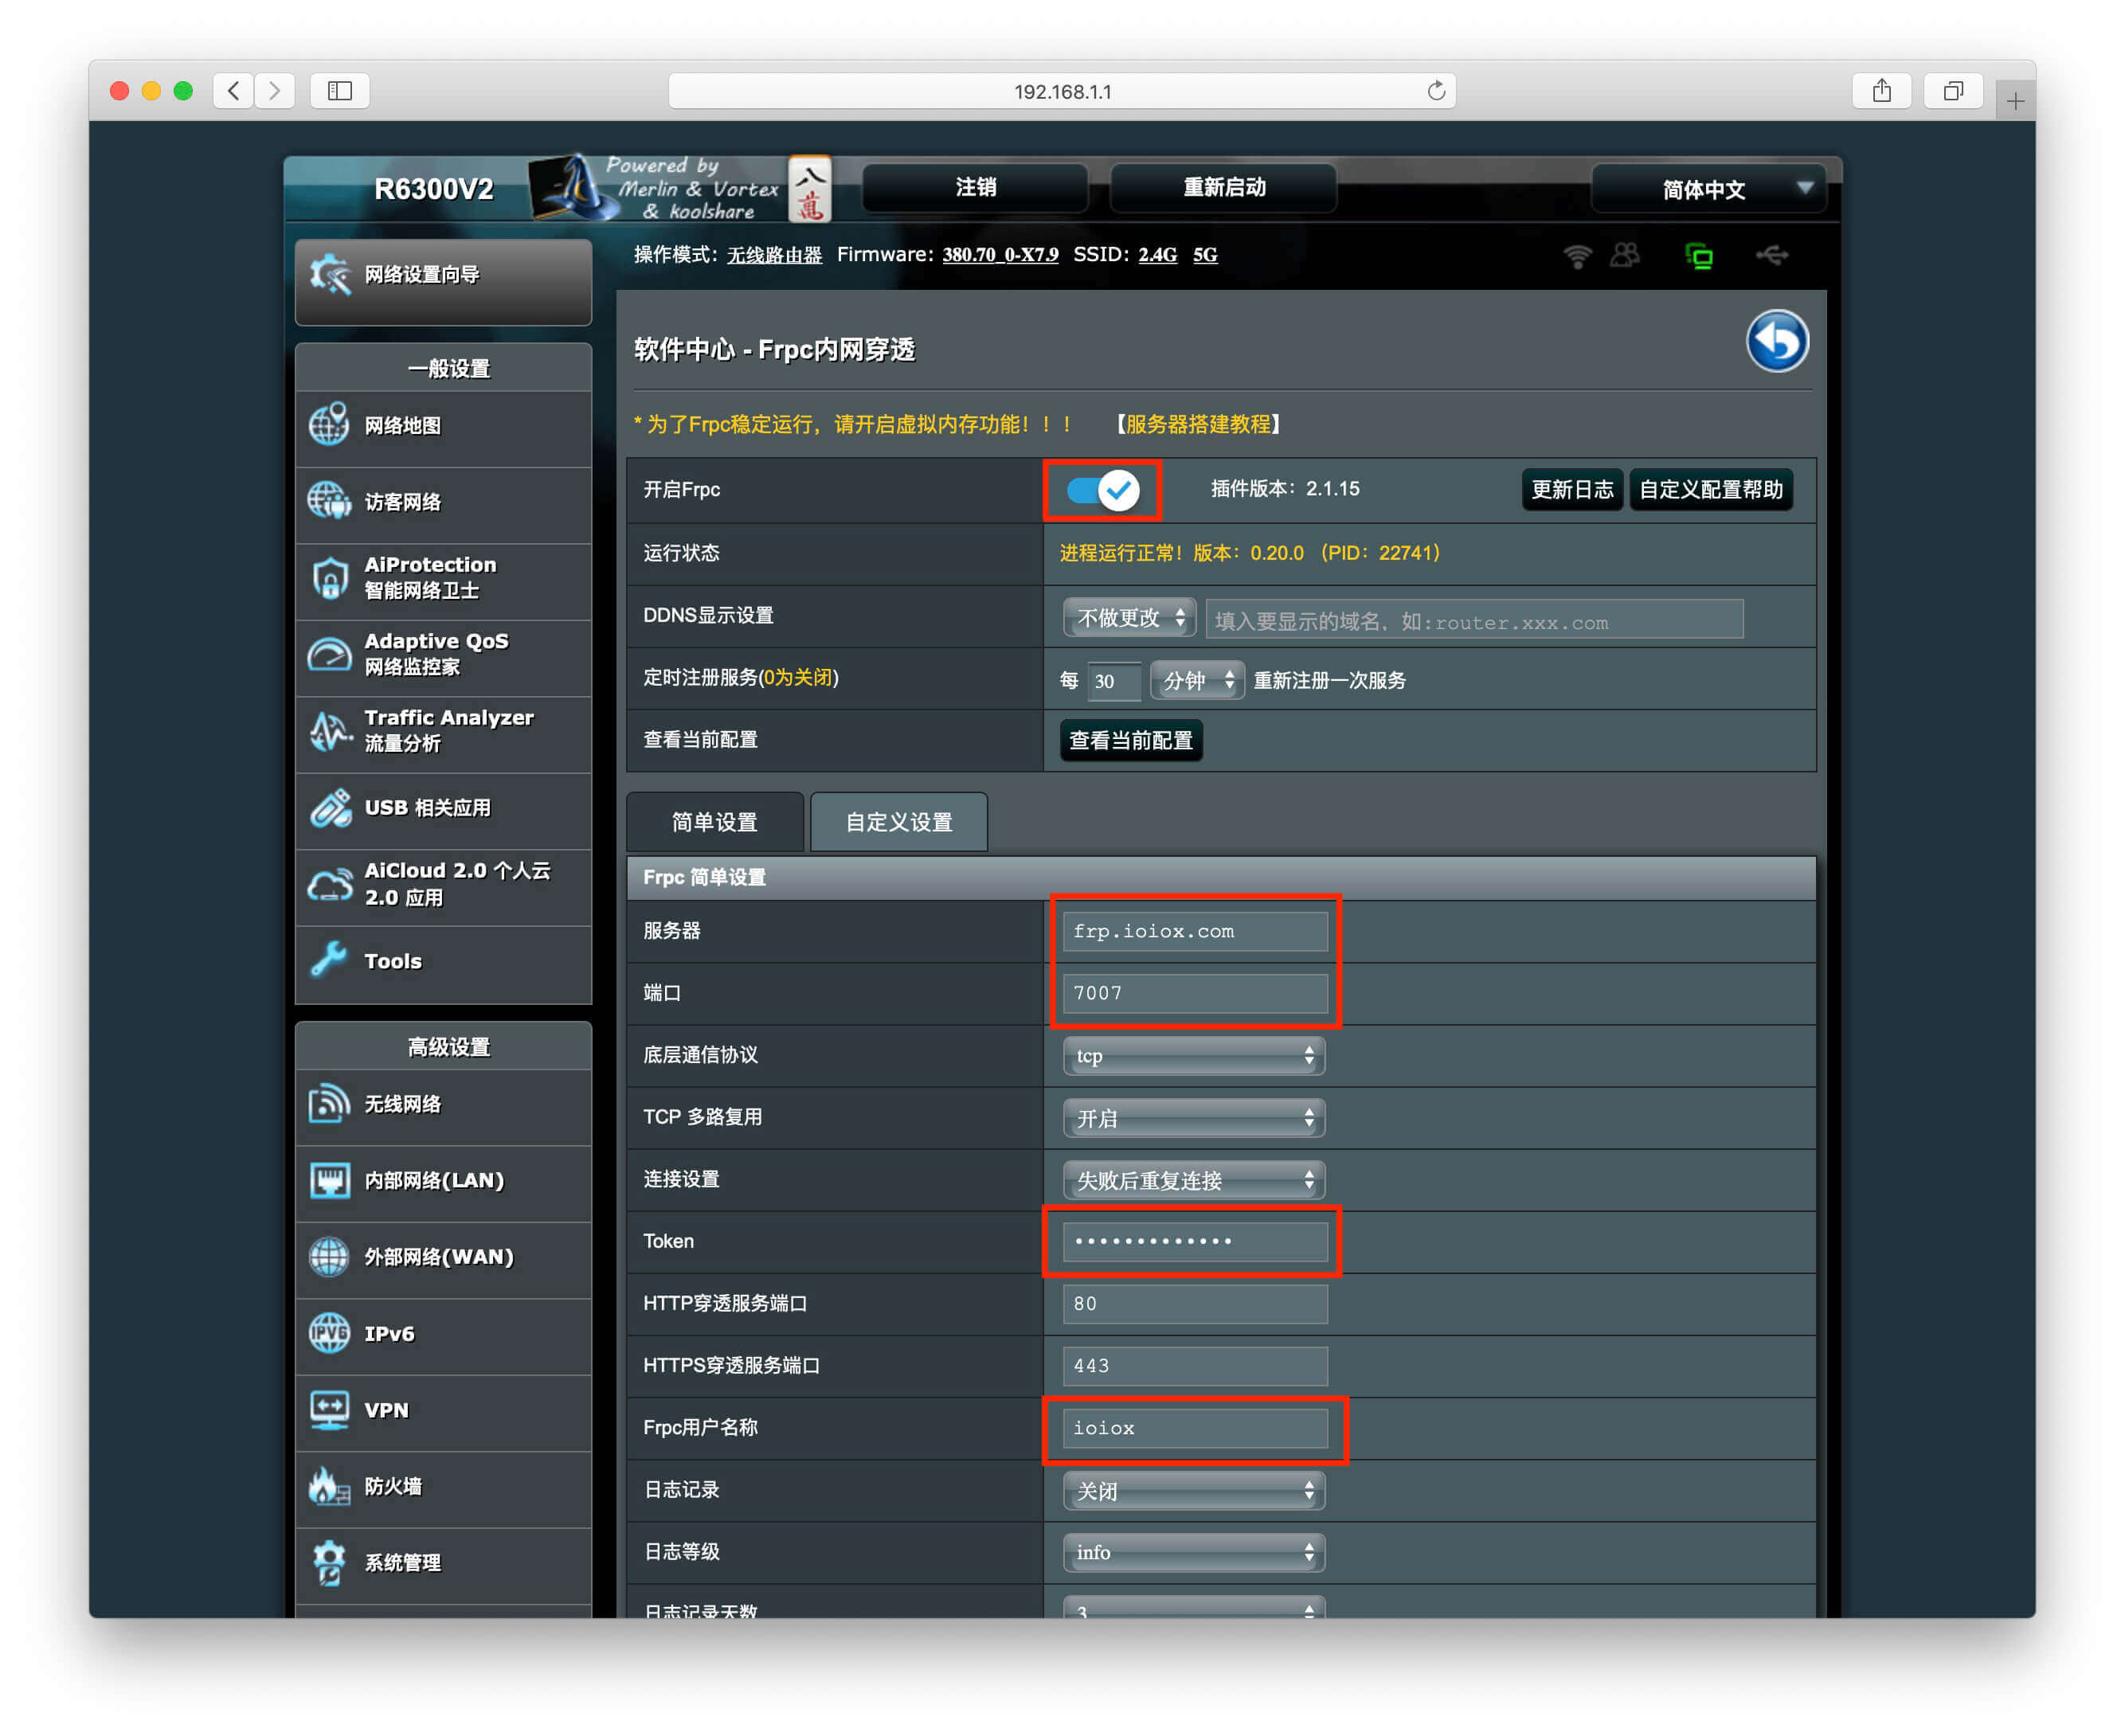 192.168.1.1
R6300V2
Powered by
Merlin & Vortex
& koolshare
八
萬
注销
重新启动
简体中文
操作模式：无线路由器 Firmware: 380.70_0-X7.9 SSID: 2.4G 5G
网络设置向导
一般设置
网络地图
访客网络
AiProtection
智能网络卫士
Adaptive QoS
网络监控家
Traffic Analyzer
流量分析
USB 相关应用
AiCloud 2.0 个人云
2.0 应用
Tools
高级设置
无线网络
内部网络(LAN)
外部网络(WAN)
IPv6
VPN
防火墙
系统管理
软件中心 - Frpc内网穿透
* 为了Frpc稳定运行，请开启虚拟内存功能！！！ 【服务器搭建教程】
开启Frpc 插件版本：2.1.15 更新日志 自定义配置帮助
运行状态 进程运行正常！版本：0.20.0 （PID：22741）
DDNS显示设置 不做更改 填入要显示的域名，如:router.xxx.com
定时注册服务(0为关闭) 每 30 分钟 重新注册一次服务
查看当前配置 查看当前配置
简单设置 自定义设置
Frpc 简单设置
服务器 frp.ioiox.com
端口 7007
底层通信协议 tcp
TCP 多路复用 开启
连接设置 失败后重复连接
Token •••••••••••••
HTTP穿透服务端口 80
HTTPS穿透服务端口 443
Frpc用户名称 ioiox
日志记录 关闭
日志等级 info
日志记录天数 3